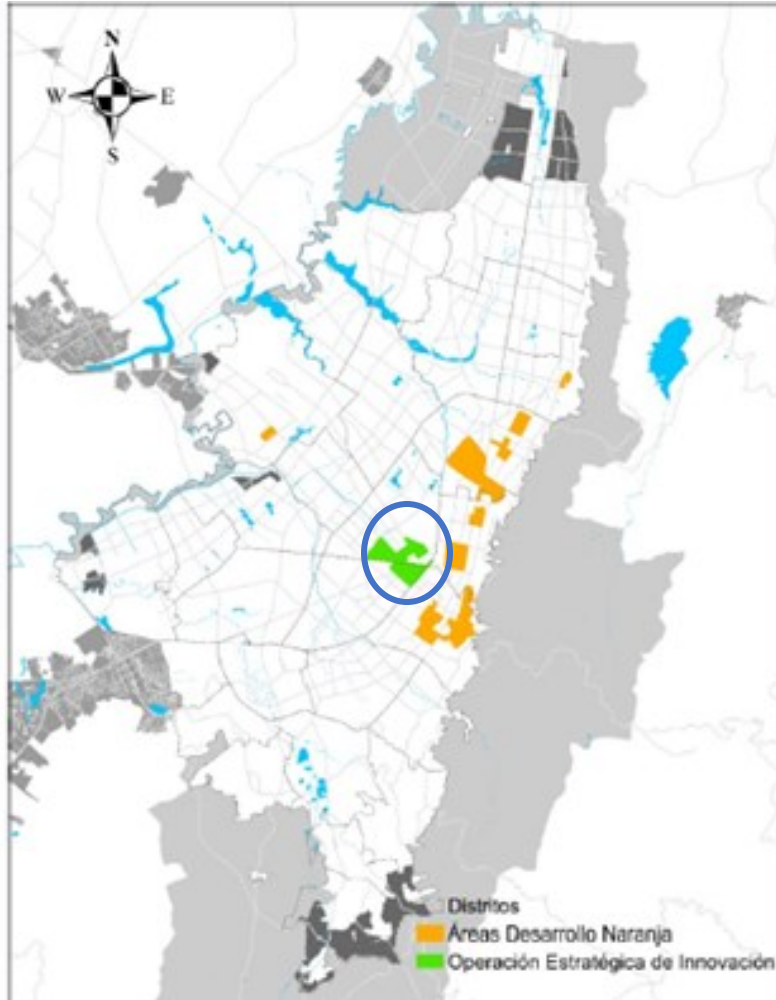 N
W E
S
Distritos
Áreas Desarrollo Naranja
Operación Estratégica de Innovación